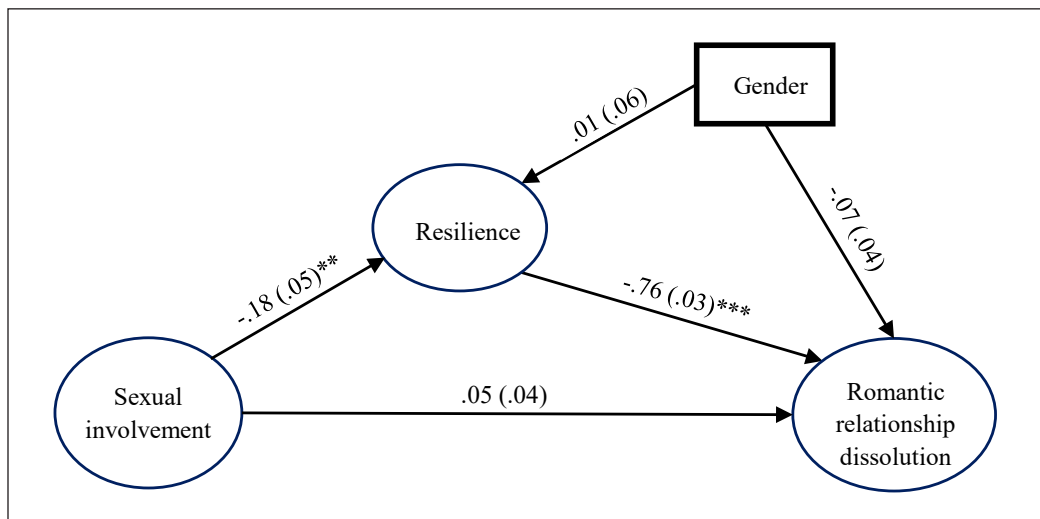 Gender
.01 (.06)
-.07 (.04)
Resilience
-.18 (.05)**
-.76 (.03)***
Sexual
involvement
.05 (.04)
Romantic
relationship
dissolution